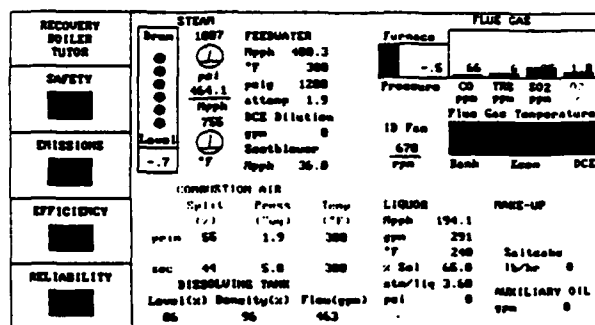 RECOVERY
BOILER
TUTOR
SAFETY
EMISSIONS
EFFICIENCY
RELIABILITY
STEAM
Drum 1087
psi
464.1
Mpph
755
°F
Level
-.7
FEEDWATER
Mpph 480.3
°F 300
psig 1200
attemp 1.9
DCE Dilution
gpm 0
Sootblower
Mpph 36.0
FLUE GAS
Furnace
-.5
Pressure
66
CO TRS SO2
ppm ppm ppm
Flue Gas Temperature
ID Fan
670
rpm
Bank Econ DCE
COMBUSTION AIR
Split Press Temp
(%) ("wg) (°F)
prim 56 1.9 300
sec 44 5.0 300
DISSOLVING TANK
Level(%) Density(%) Flow(gpm)
86 96 463
LIQUOR
Mpph 194.1
gpm 291
°F 240
% Sol 65.0
atm/liq 3.60
psi 0
MAKE-UP
Saltcake
lb/hr 0
AUXILIARY OIL
gpm 0